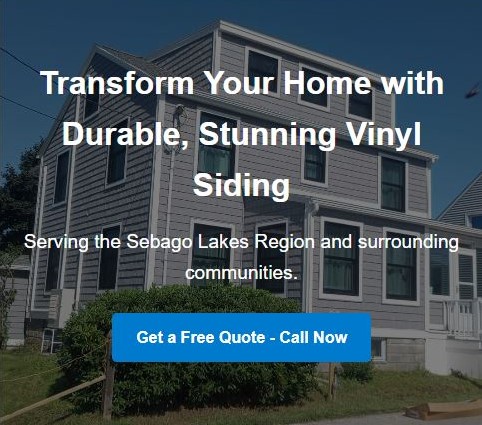 Transform Your Home with
Durable, Stunning Vinyl
Siding
Serving the Sebago Lakes Region and surrounding
communities.
Get a Free Quote - Call Now